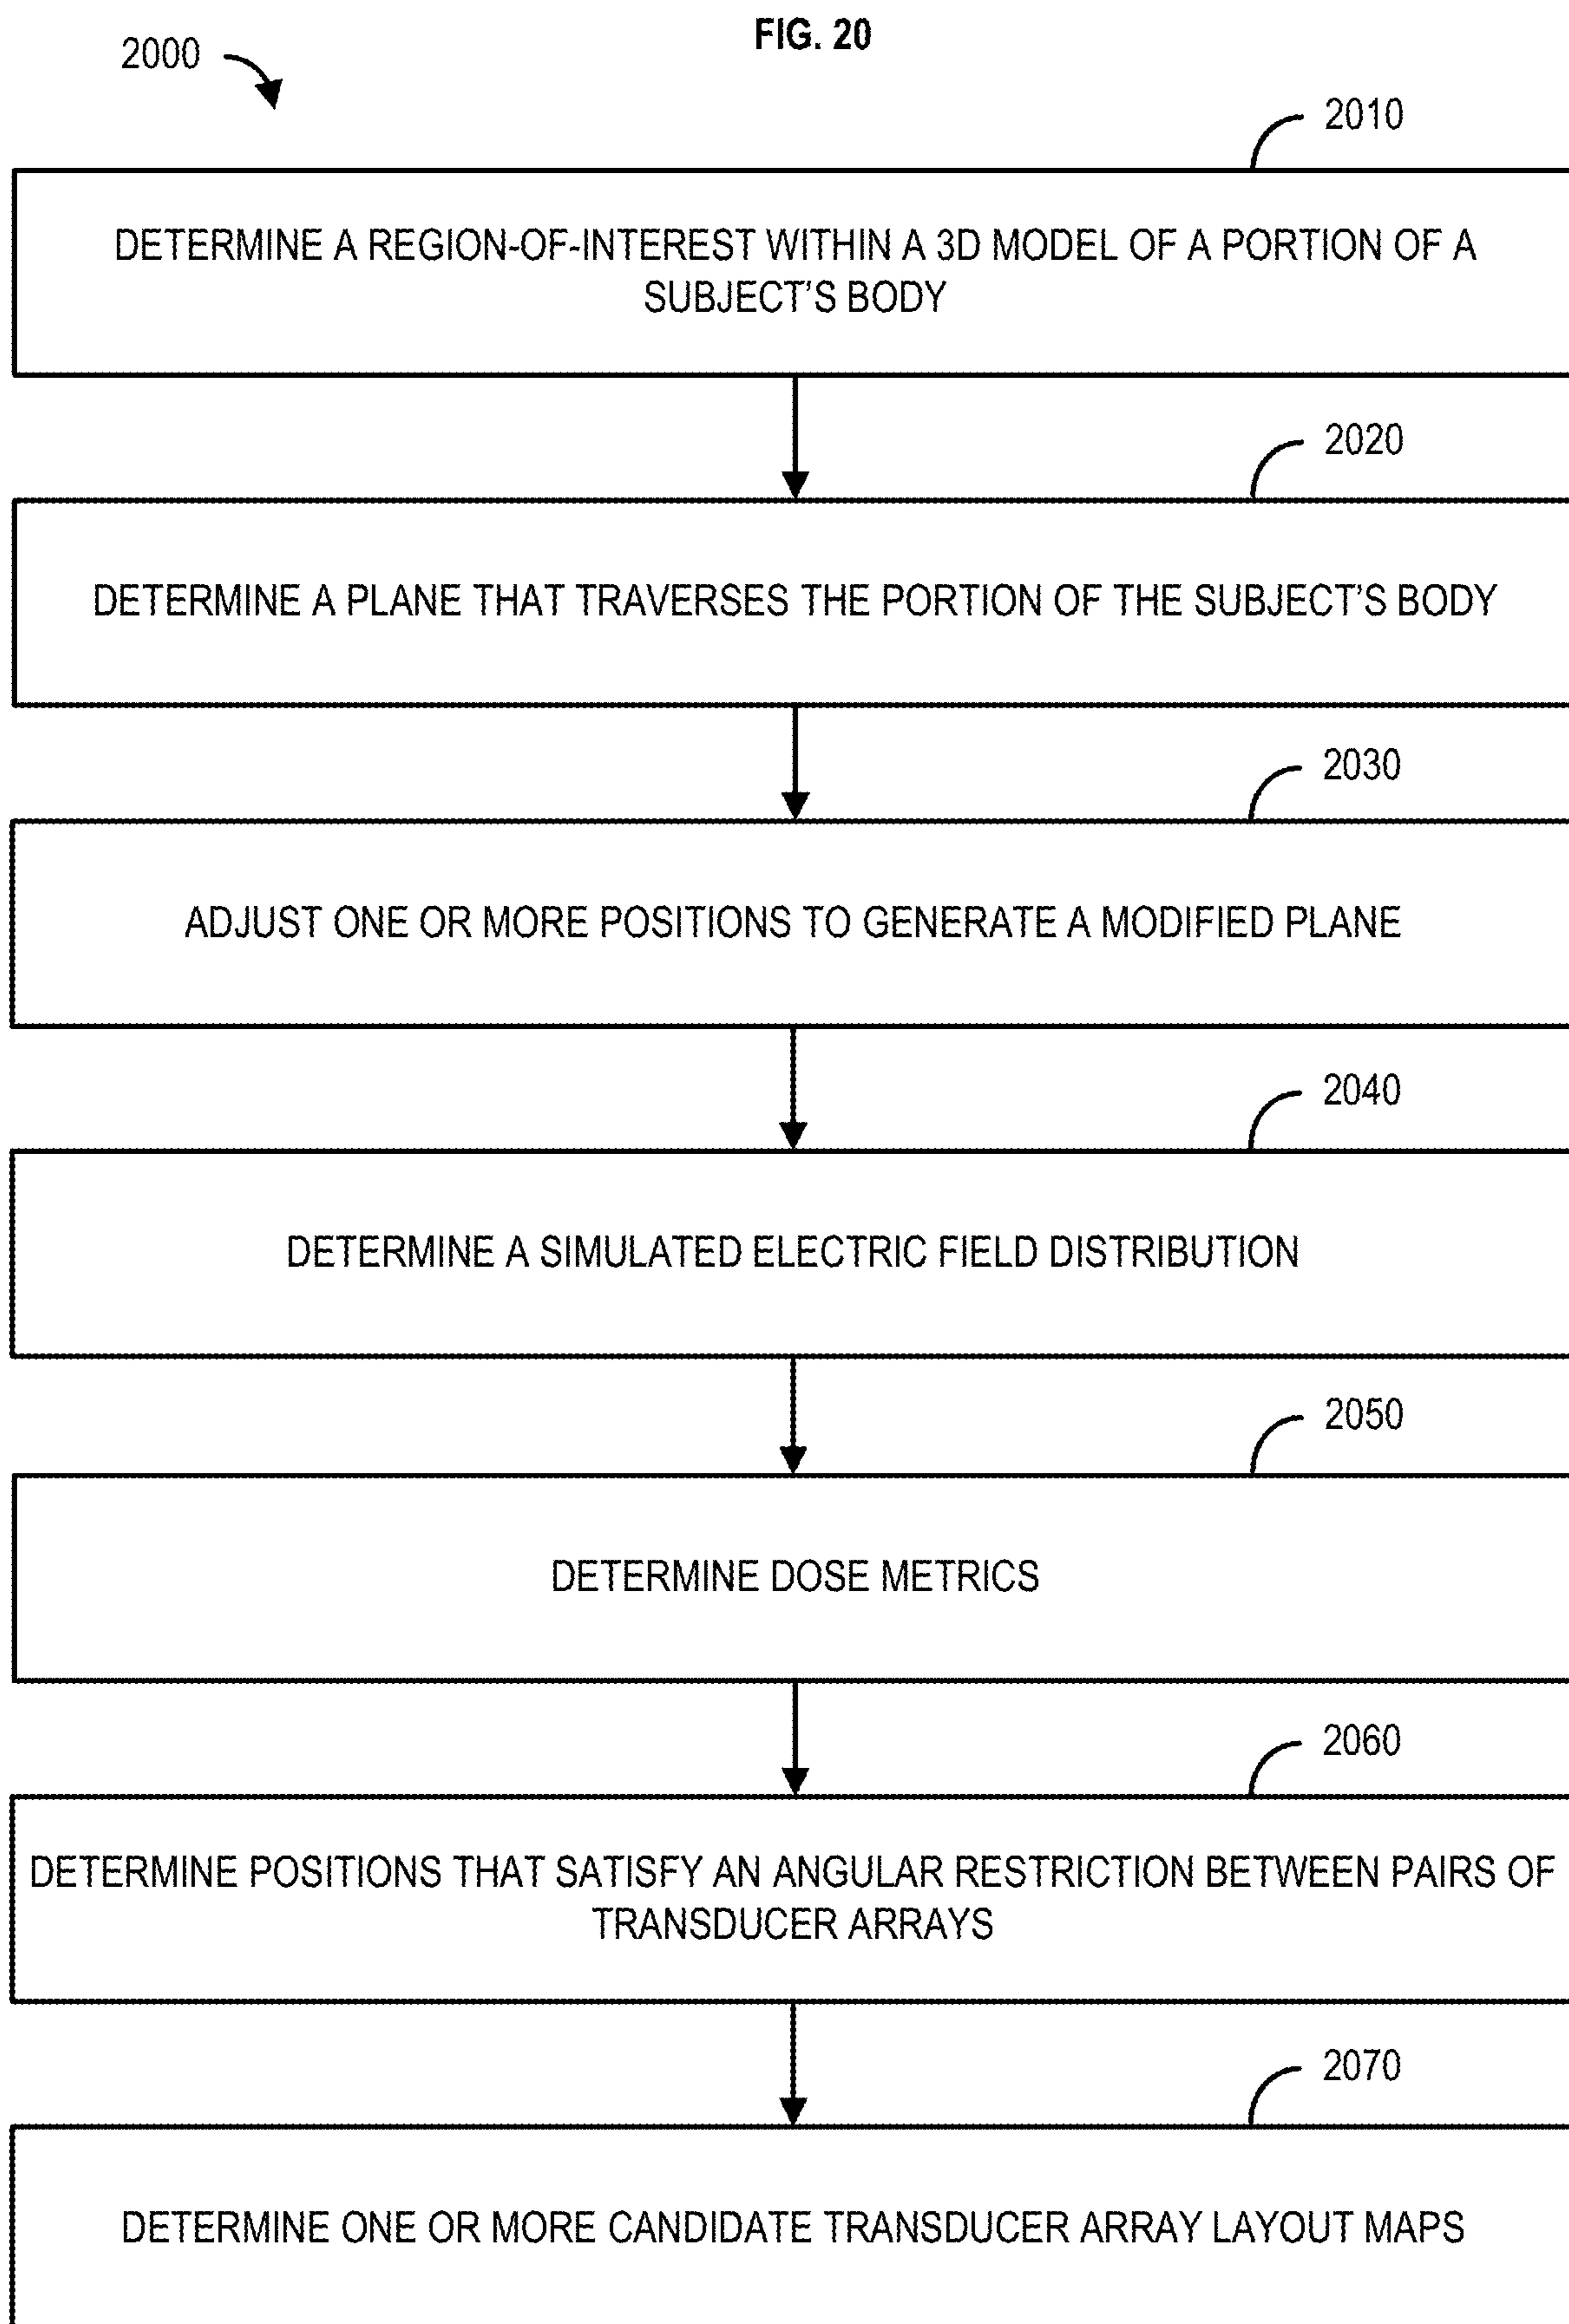 FIG. 20
2000
2010
DETERMINE A REGION-OF-INTEREST WITHIN A 3D MODEL OF A PORTION OF A
SUBJECT'S BODY
2020
DETERMINE A PLANE THAT TRAVERSES THE PORTION OF THE SUBJECT'S BODY
2030
ADJUST ONE OR MORE POSITIONS TO GENERATE A MODIFIED PLANE
2040
DETERMINE A SIMULATED ELECTRIC FIELD DISTRIBUTION
2050
DETERMINE DOSE METRICS
2060
DETERMINE POSITIONS THAT SATISFY AN ANGULAR RESTRICTION BETWEEN PAIRS OF
TRANSDUCER ARRAYS
2070
DETERMINE ONE OR MORE CANDIDATE TRANSDUCER ARRAY LAYOUT MAPS